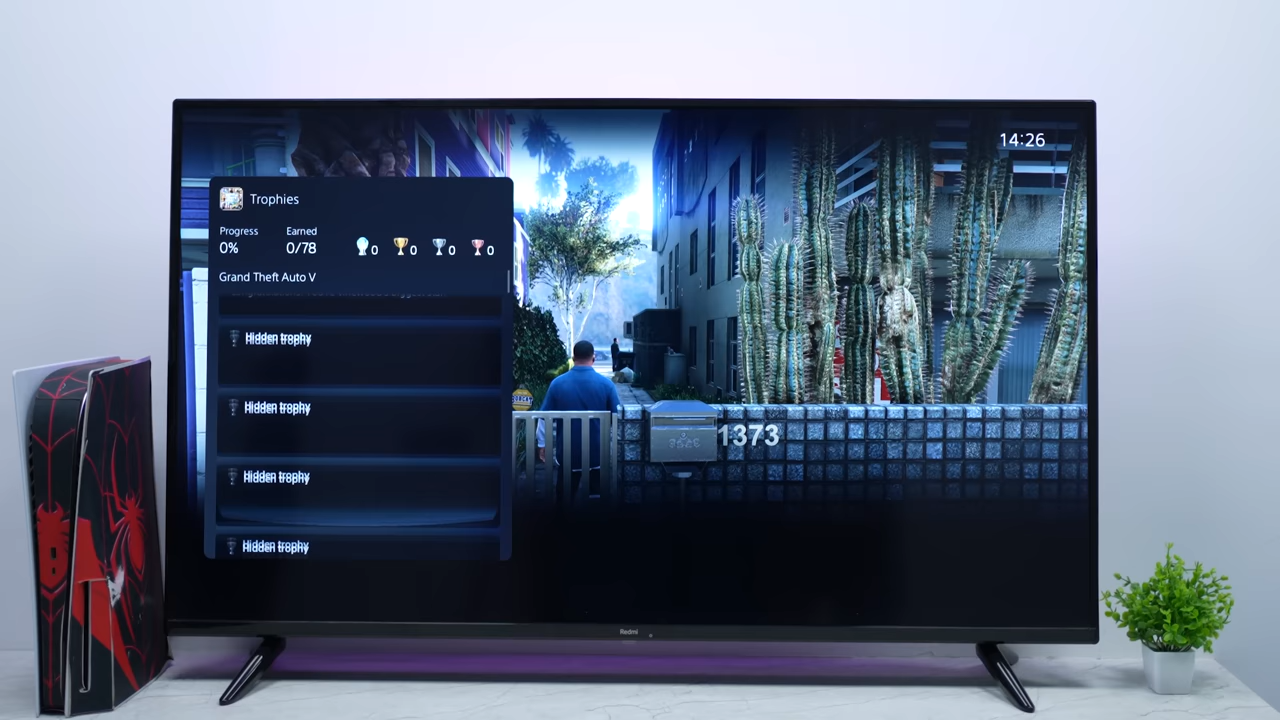 14:26
Trophies
Progress Earned
0% 0/78 0 0 0 0
Grand Theft Auto V
Hidden trophy
Hidden trophy
Hidden trophy
Hidden trophy
1373
Redmi